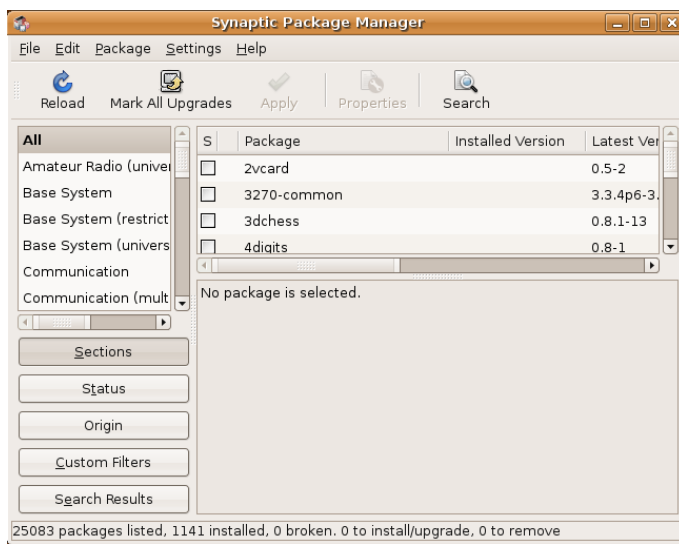 Synaptic Package Manager
File Edit Package Settings Help
Reload Mark All Upgrades Apply Properties Search
All
Amateur Radio (univer
Base System
Base System (restrict
Base System (univers
Communication
Communication (mult
S Package Installed Version Latest Ver
2vcard 0.5-2
3270-common 3.3.4p6-3.
3dchess 0.8.1-13
4digits 0.8-1
No package is selected.
Sections
Status
Origin
Custom Filters
Search Results
25083 packages listed, 1141 installed, 0 broken. 0 to install/upgrade, 0 to remove